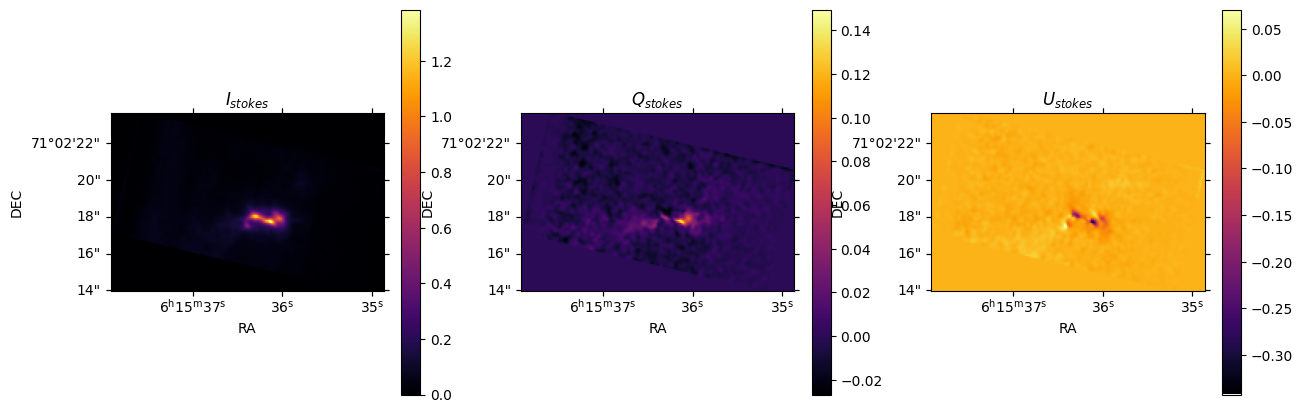 I_stokes
71°02'22"
20"
18"
16"
14"
DEC
6ʰ15ᵐ37ˢ
36ˢ
35ˢ
RA
1.2
1.0
0.8
0.6
0.4
0.2
0.0
Q_stokes
71°02'22"
20"
18"
16"
14"
DEC
6ʰ15ᵐ37ˢ
36ˢ
35ˢ
RA
0.14
0.12
0.10
0.08
0.06
0.04
0.02
0.00
−0.02
U_stokes
71°02'22"
20"
18"
16"
14"
DEC
6ʰ15ᵐ37ˢ
36ˢ
35ˢ
RA
0.05
0.00
−0.05
−0.10
−0.15
−0.20
−0.25
−0.30